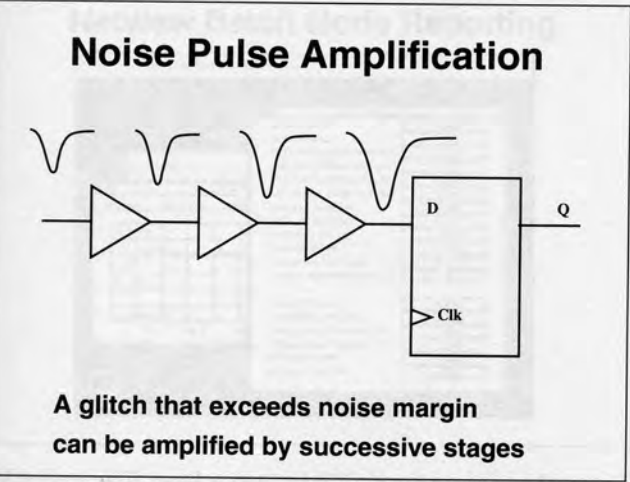 Noise Pulse Amplification
D
Q
Clk
A glitch that exceeds noise margin
can be amplified by successive stages